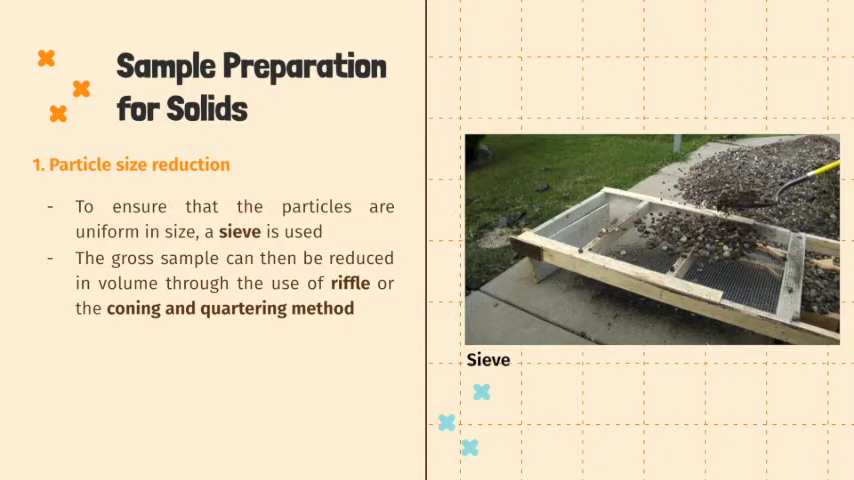 Sample Preparation
for Solids
1. Particle size reduction
- To ensure that the particles are
uniform in size, a sieve is used
- The gross sample can then be reduced
in volume through the use of riffle or
the coning and quartering method
Sieve